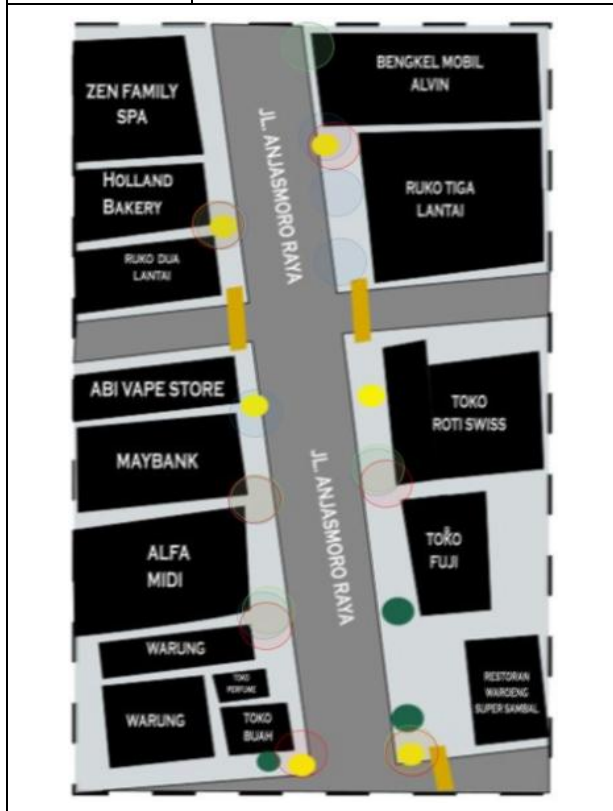 ZEN FAMILY
SPA
BENGKEL MOBIL
ALVIN
JL. ANJASMORO RAYA
HOLLAND
BAKERY
RUKO TIGA
LANTAI
RUKO DUA
LANTAI
ABI VAPE STORE
TOKO
ROTI SWISS
MAYBANK
JL. ANJASMORO RAYA
TOKO
FUJI
ALFA
MIDI
WARUNG
TOKO
PERFUME
WARUNG
TOKO
BUAH
RESTORAN
WAROENG
SUPER SAMBAL